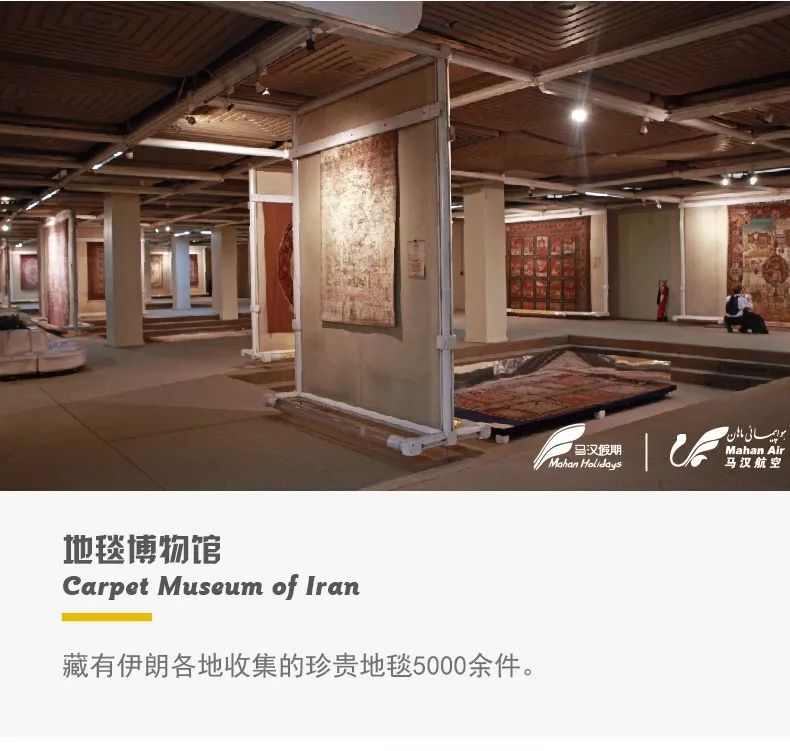 马汉假期
Mahan Holidays
هواپیمایی ماهان
Mahan Air
马汉航空
地毯博物馆
Carpet Museum of Iran
藏有伊朗各地收集的珍贵地毯5000余件。